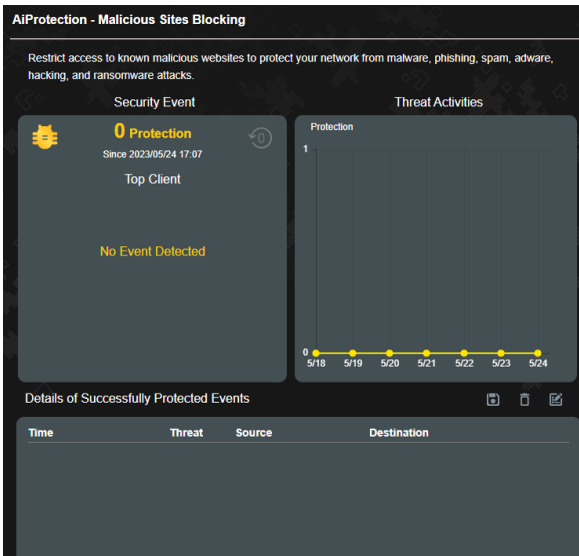 AiProtection - Malicious Sites Blocking
Restrict access to known malicious websites to protect your network from malware, phishing, spam, adware,
hacking, and ransomware attacks.
Security Event
0 Protection
Since 2023/05/24 17:07
Top Client
No Event Detected
Threat Activities
Protection
1
0
5/18 5/19 5/20 5/21 5/22 5/23 5/24
Details of Successfully Protected Events
Time Threat Source Destination